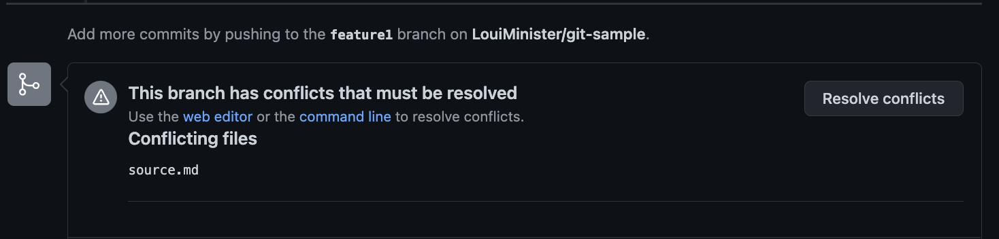 Add more commits by pushing to the feature1 branch on LouiMinister/git-sample.
This branch has conflicts that must be resolved
Resolve conflicts
Use the web editor or the command line to resolve conflicts.
Conflicting files
source.md